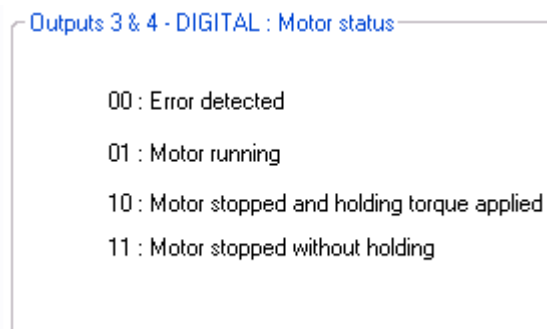 Outputs 3 & 4 - DIGITAL : Motor status
00 : Error detected
01 : Motor running
10 : Motor stopped and holding torque applied
11 : Motor stopped without holding